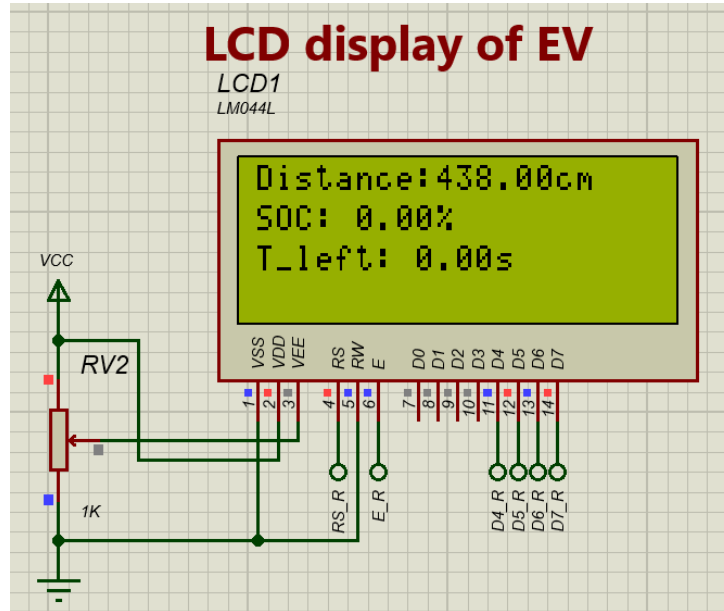 LCD display of EV
LCD1
LM044L
Distance:438.00cm
SOC: 0.00%
T_left: 0.00s
VCC
RV2
1K
VSS
VDD
VEE
RS
RW
E
D0
D1
D2
D3
D4
D5
D6
D7
1
2
3
4
5
6
7
8
9
10
11
12
13
14
RS_R
E_R
D4_R
D5_R
D6_R
D7_R